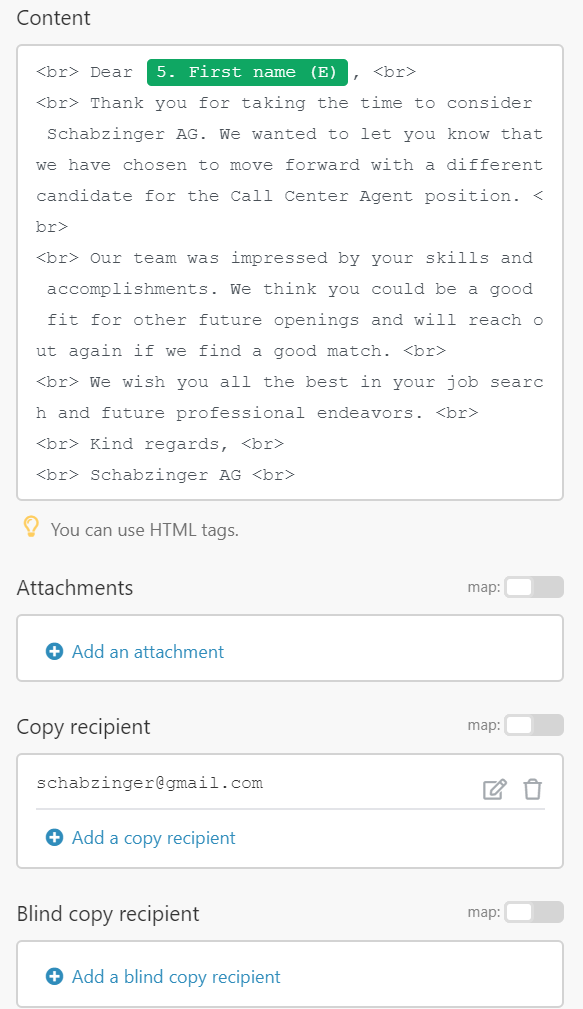 Content
<br> Dear 5. First name (E) , <br>
<br> Thank you for taking the time to consider
Schabzinger AG. We wanted to let you know that
we have chosen to move forward with a different
candidate for the Call Center Agent position. <
br>
<br> Our team was impressed by your skills and
accomplishments. We think you could be a good
fit for other future openings and will reach o
ut again if we find a good match. <br>
<br> We wish you all the best in your job searc
h and future professional endeavors. <br>
<br> Kind regards, <br>
<br> Schabzinger AG <br>
You can use HTML tags.
Attachments map:
Add an attachment
Copy recipient map:
schabzinger@gmail.com
Add a copy recipient
Blind copy recipient map:
Add a blind copy recipient